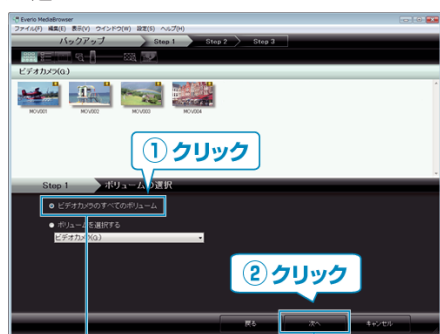 Everio MediaBrowser
ファイル(F) 編集(E) 表示(V) ウインドウ(W) 設定(S) ヘルプ(H)
バックアップ Step 1 Step 2 Step 3
ビデオカメラ(G:)
MOV001 MOV002 MOV003 MOV004
①クリック
Step 1 ボリュームの選択
ビデオカメラのすべてのボリューム
ボリュームを選択する
ビデオカメラ(G:)
②クリック
戻る 次へ キャンセル